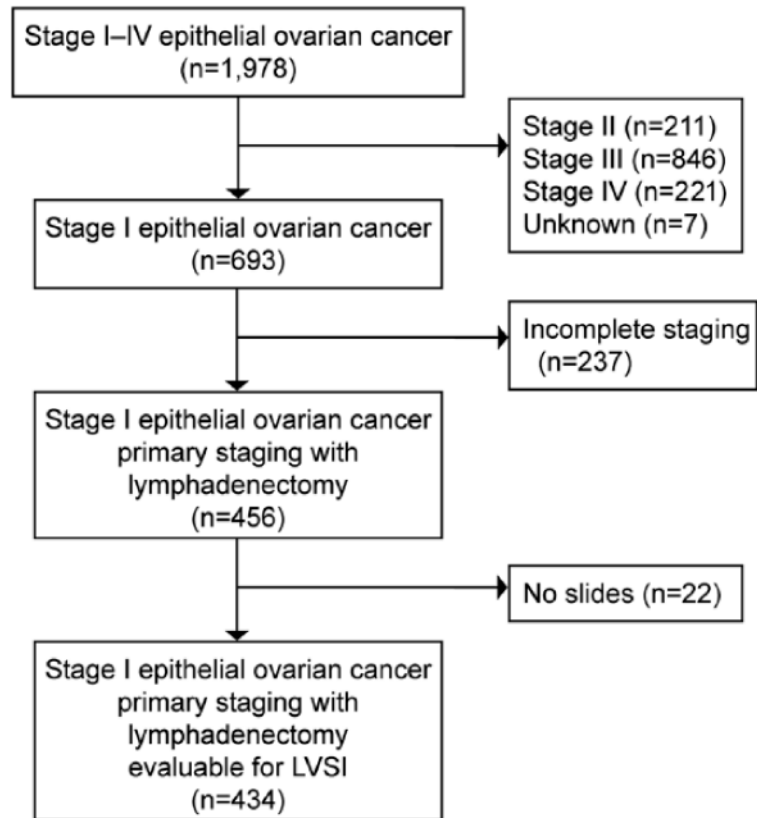 Stage I–IV epithelial ovarian cancer
(n=1,978)
Stage II (n=211)
Stage III (n=846)
Stage IV (n=221)
Unknown (n=7)
Stage I epithelial ovarian cancer
(n=693)
Incomplete staging
(n=237)
Stage I epithelial ovarian cancer
primary staging with
lymphadenectomy
(n=456)
No slides (n=22)
Stage I epithelial ovarian cancer
primary staging with
lymphadenectomy
evaluable for LVSI
(n=434)